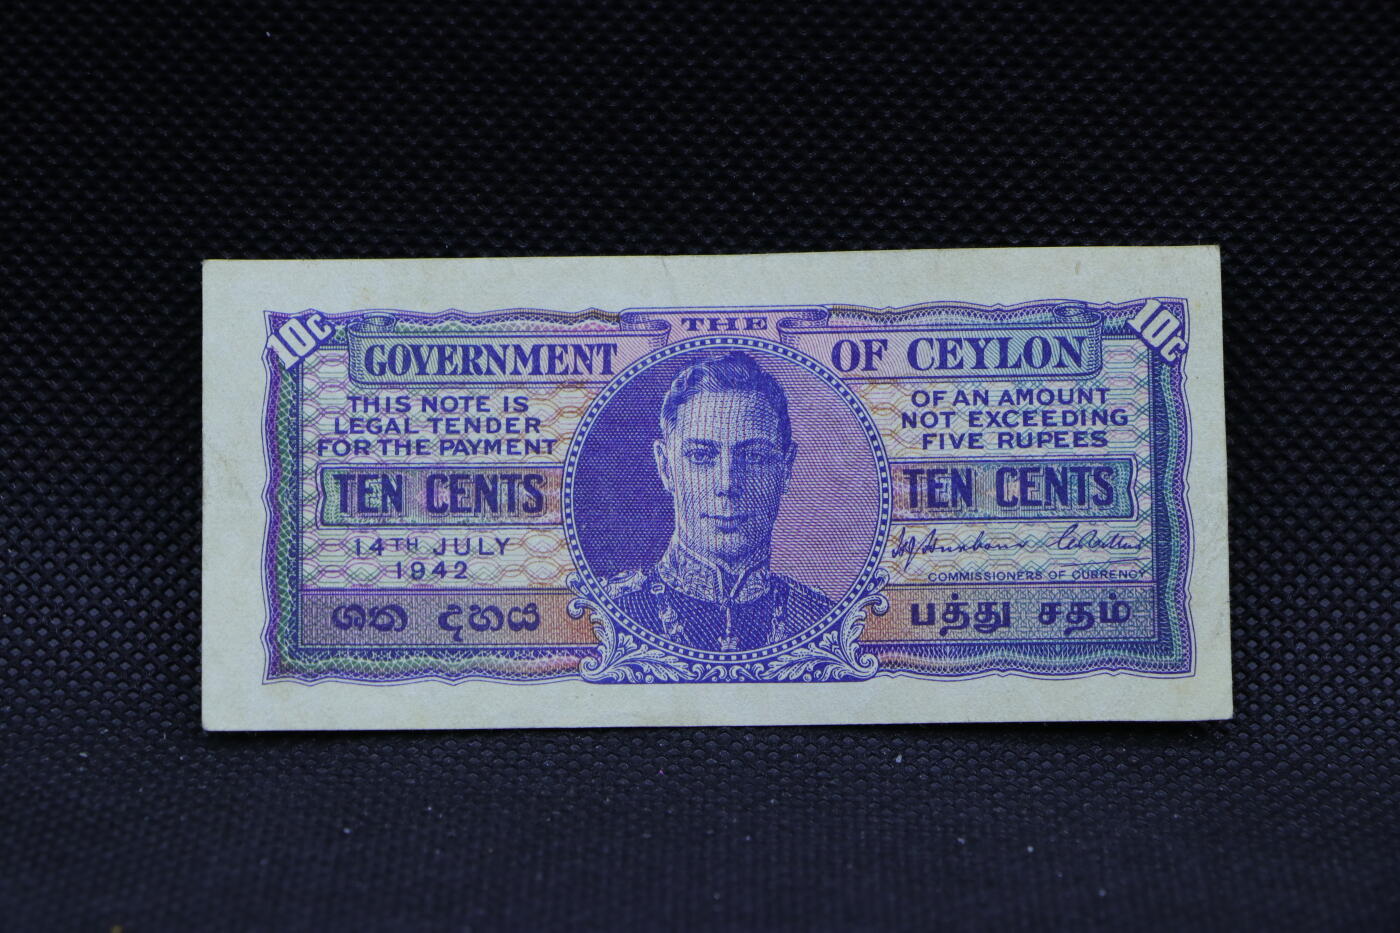 10c
THE
10c
GOVERNMENT OF CEYLON
THIS NOTE IS
LEGAL TENDER
FOR THE PAYMENT
OF AN AMOUNT
NOT EXCEEDING
FIVE RUPEES
TEN CENTS
TEN CENTS
14TH JULY
1942
COMMISSIONERS OF CURRENCY
ශත දහය
பத்து சதம்